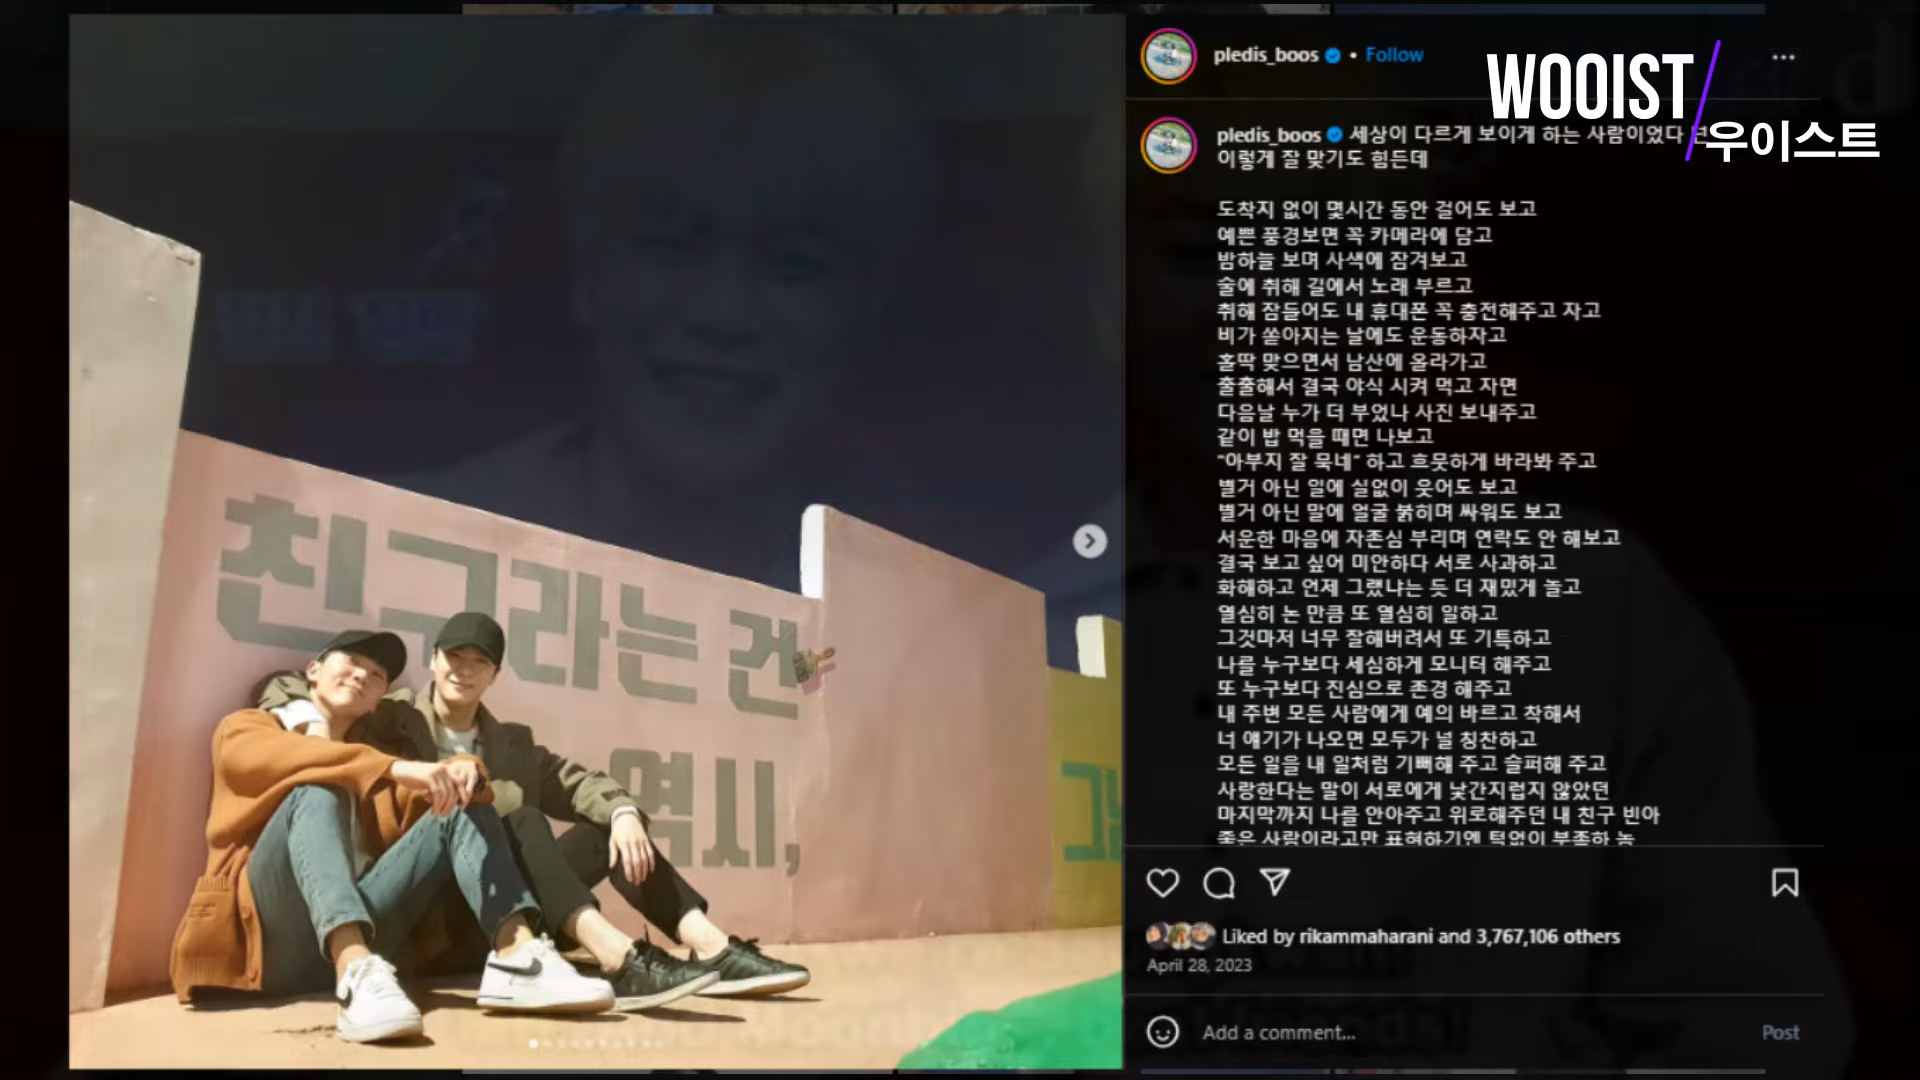 친구라는 건
역시,
pledis_boos • Follow
WOOIST
우이스트
pledis_boos 세상이 다르게 보이게 하는 사람이었다
이렇게 잘 맞기도 힘든데
도착지 없이 몇시간 동안 걸어도 보고
예쁜 풍경보면 꼭 카메라에 담고
밤하늘 보며 사색에 잠겨보고
술에 취해 길에서 노래 부르고
취해 잠들어도 내 휴대폰 꼭 충전해주고 자고
비가 쏟아지는 날에도 운동하자고
홀딱 맞으면서 남산에 올라가고
출출해서 결국 야식 시켜 먹고 자면
다음날 누가 더 부었나 사진 보내주고
같이 밥 먹을 때면 나보고
"아부지 잘 묵네" 하고 흐뭇하게 바라봐 주고
별거 아닌 일에 실없이 웃어도 보고
별거 아닌 말에 얼굴 붉히며 싸워도 보고
서운한 마음에 자존심 부리며 연락도 안 해보고
결국 보고 싶어 미안하다 서로 사과하고
화해하고 언제 그랬냐는 듯 더 재밌게 놀고
열심히 논 만큼 또 열심히 일하고
그것마저 너무 잘해버려서 또 기특하고
나를 누구보다 세심하게 모니터 해주고
또 누구보다 진심으로 존경 해주고
내 주변 모든 사람에게 예의 바르고 착해서
너 얘기가 나오면 모두가 널 칭찬하고
모든 일을 내 일처럼 기뻐해 주고 슬퍼해 주고
사랑한다는 말이 서로에게 낯간지럽지 않았던
마지막까지 나를 안아주고 위로해주던 내 친구 빈아
좋은 사람이라고만 표현하기엔 턱없이 부족한 놈
Liked by rikammaharani and 3,767,106 others
April 28, 2023
Add a comment...
Post